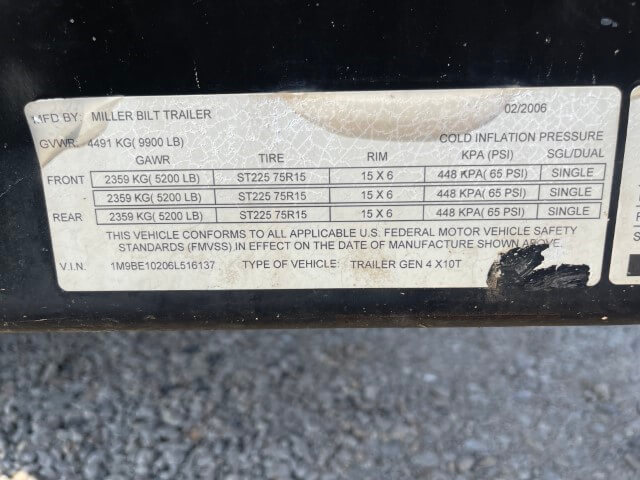 MFD BY: MILLER BILT TRAILER 02/2006
GVWR: 4491 KG( 9900 LB) COLD INFLATION PRESSURE
GAWR TIRE RIM KPA (PSI) SGL/DUAL
FRONT 2359 KG( 5200 LB) ST225 75R15 15 X 6 448 KPA( 65 PSI) SINGLE
2359 KG( 5200 LB) ST225 75R15 15 X 6 448 KPA( 65 PSI) SINGLE
REAR 2359 KG( 5200 LB) ST225 75R15 15 X 6 448 KPA( 65 PSI) SINGLE
THIS VEHICLE CONFORMS TO ALL APPLICABLE U.S. FEDERAL MOTOR VEHICLE SAFETY
STANDARDS (FMVSS) IN EFFECT ON THE DATE OF MANUFACTURE SHOWN ABOVE.
V.I.N. 1M9BE10206L516137 TYPE OF VEHICLE: TRAILER GEN 4 X10T